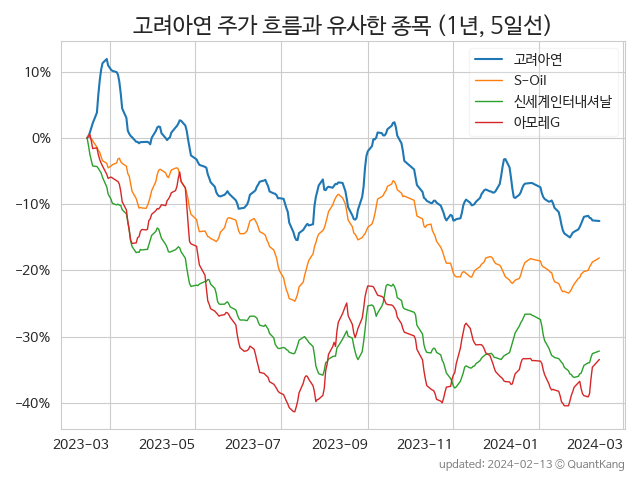 고려아연 주가 흐름과 유사한 종목 (1년, 5일선)
고려아연
S-Oil
신세계인터내셔날
아모레G
10%
0%
−10%
−20%
−30%
−40%
2023-03
2023-05
2023-07
2023-09
2023-11
2024-01
2024-03
updated: 2024-02-13 © QuantKang